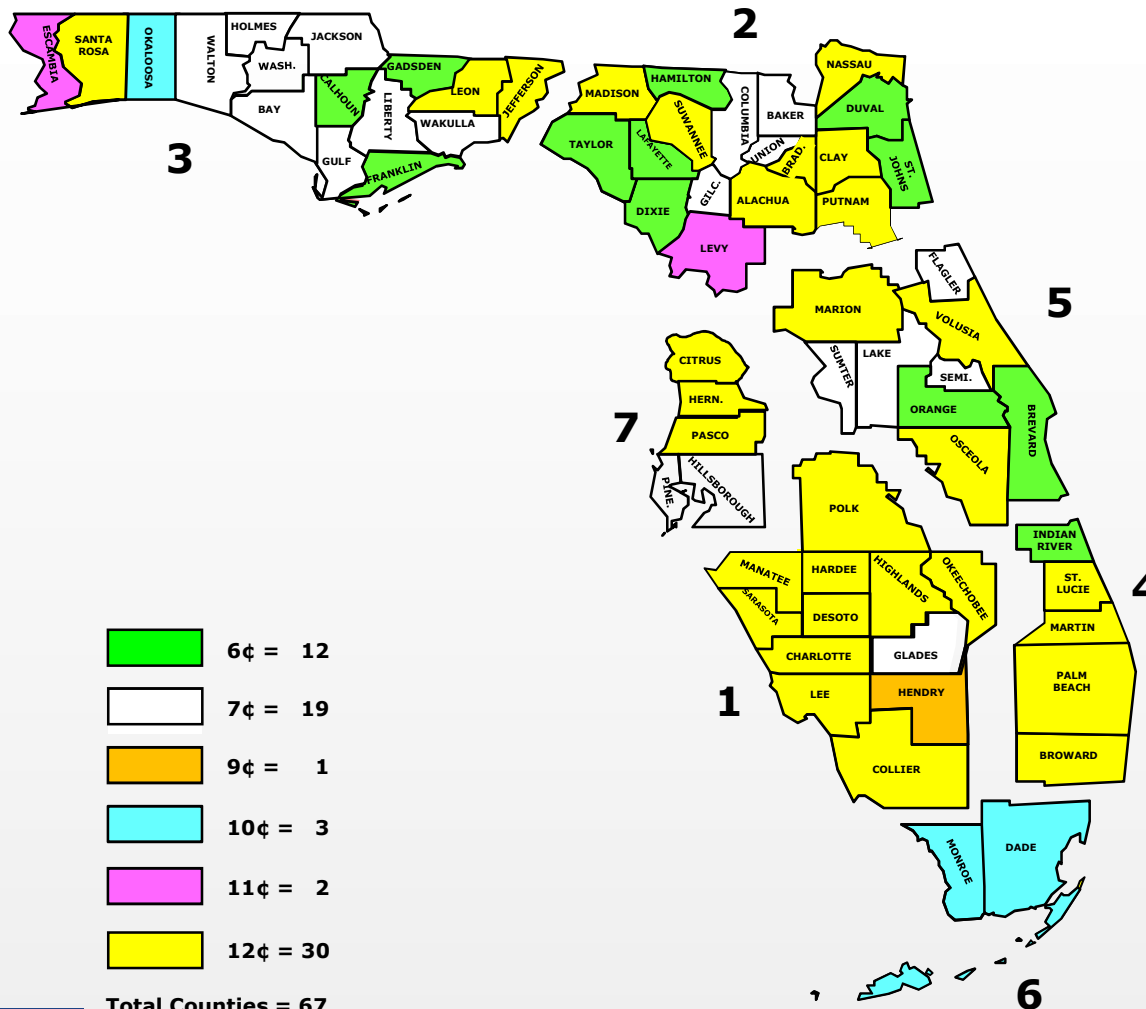 2
HOLMES
JACKSON
ESCAMBIA
SANTA
ROSA
OKALOOSA
WALTON
WASH.
BAY
CALHOUN
GADSDEN
LIBERTY
LEON
JEFFERSON
WAKULLA
GULF
FRANKLIN
3
NASSAU
MADISON
HAMILTON
SUWANNEE
COLUMBIA
BAKER
DUVAL
TAYLOR
LAFAYETTE
UNION
BRAD.
CLAY
ST.
JOHNS
DIXIE
GILC.
ALACHUA
PUTNAM
LEVY
FLAGLER
5
MARION
VOLUSIA
SUMTER
LAKE
SEMI.
ORANGE
BREVARD
OSCEOLA
CITRUS
HERN.
7
PASCO
PINE.
HILLSBOROUGH
POLK
INDIAN
RIVER
MANATEE
HARDEE
HIGHLANDS
OKEECHOBEE
ST.
LUCIE
4
SARASOTA
DESOTO
MARTIN
CHARLOTTE
GLADES
1
LEE
HENDRY
PALM
BEACH
COLLIER
BROWARD
MONROE
DADE
6
6¢ = 12
7¢ = 19
9¢ = 1
10¢ = 3
11¢ = 2
12¢ = 30
Total Counties = 67